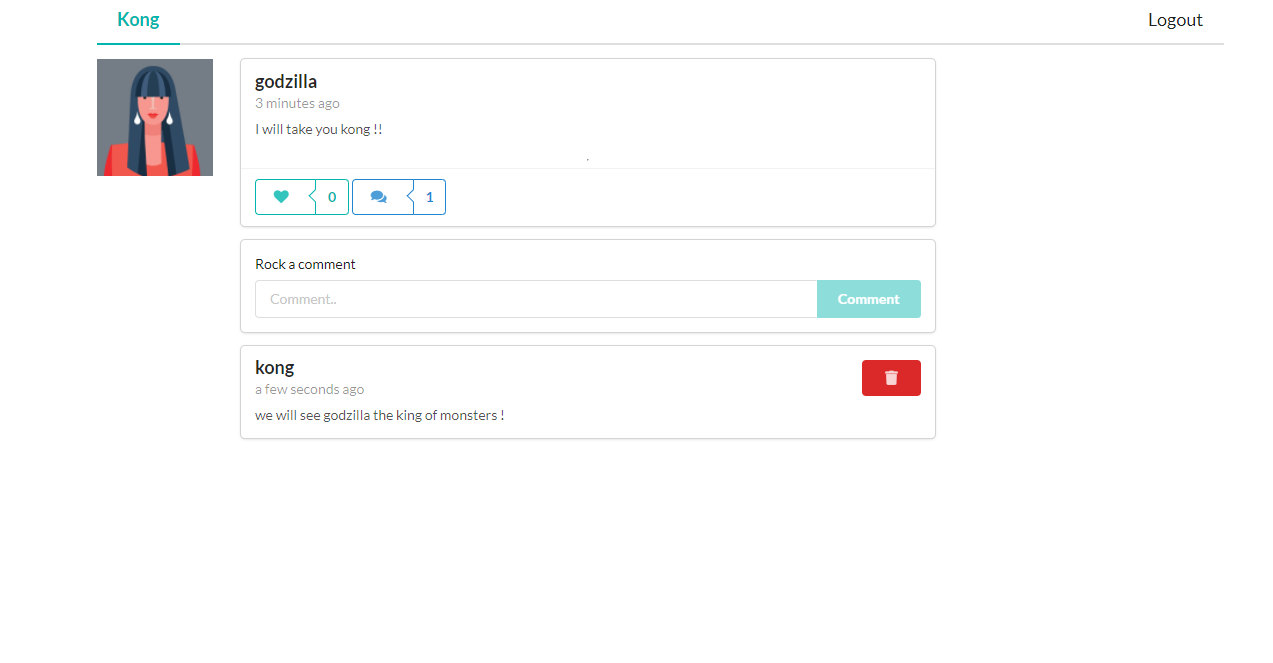 Kong
Logout
godzilla
3 minutes ago
I will take you kong !!
.
0
1
Rock a comment
Comment..
Comment
kong
a few seconds ago
we will see godzilla the king of monsters !